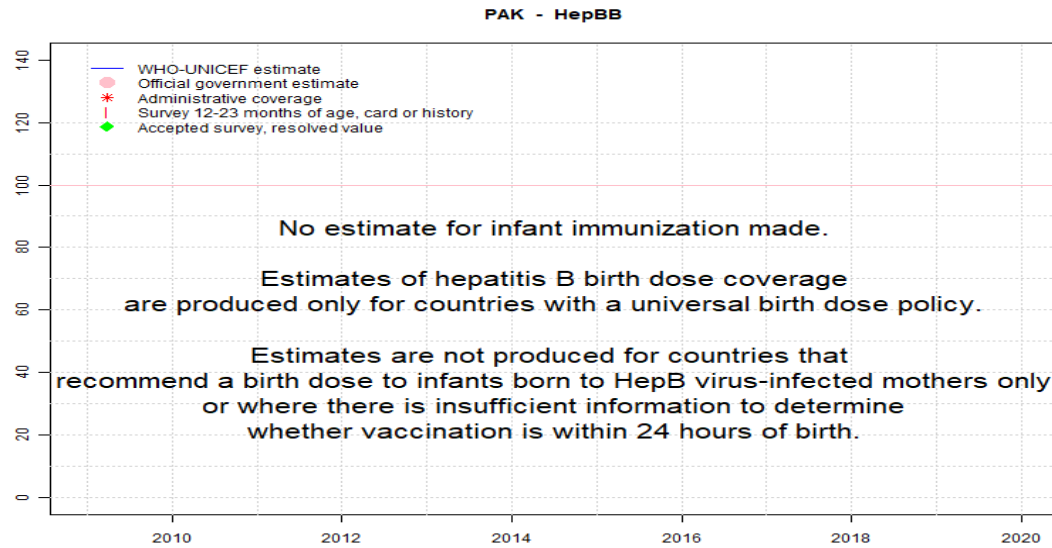 PAK - HepBB
WHO-UNICEF estimate
Official government estimate
Administrative coverage
Survey 12-23 months of age, card or history
Accepted survey, resolved value
No estimate for infant immunization made.
Estimates of hepatitis B birth dose coverage
are produced only for countries with a universal birth dose policy.
Estimates are not produced for countries that
recommend a birth dose to infants born to HepB virus-infected mothers only
or where there is insufficient information to determine
whether vaccination is within 24 hours of birth.
140
120
100
80
60
40
20
0
2010 2012 2014 2016 2018 2020